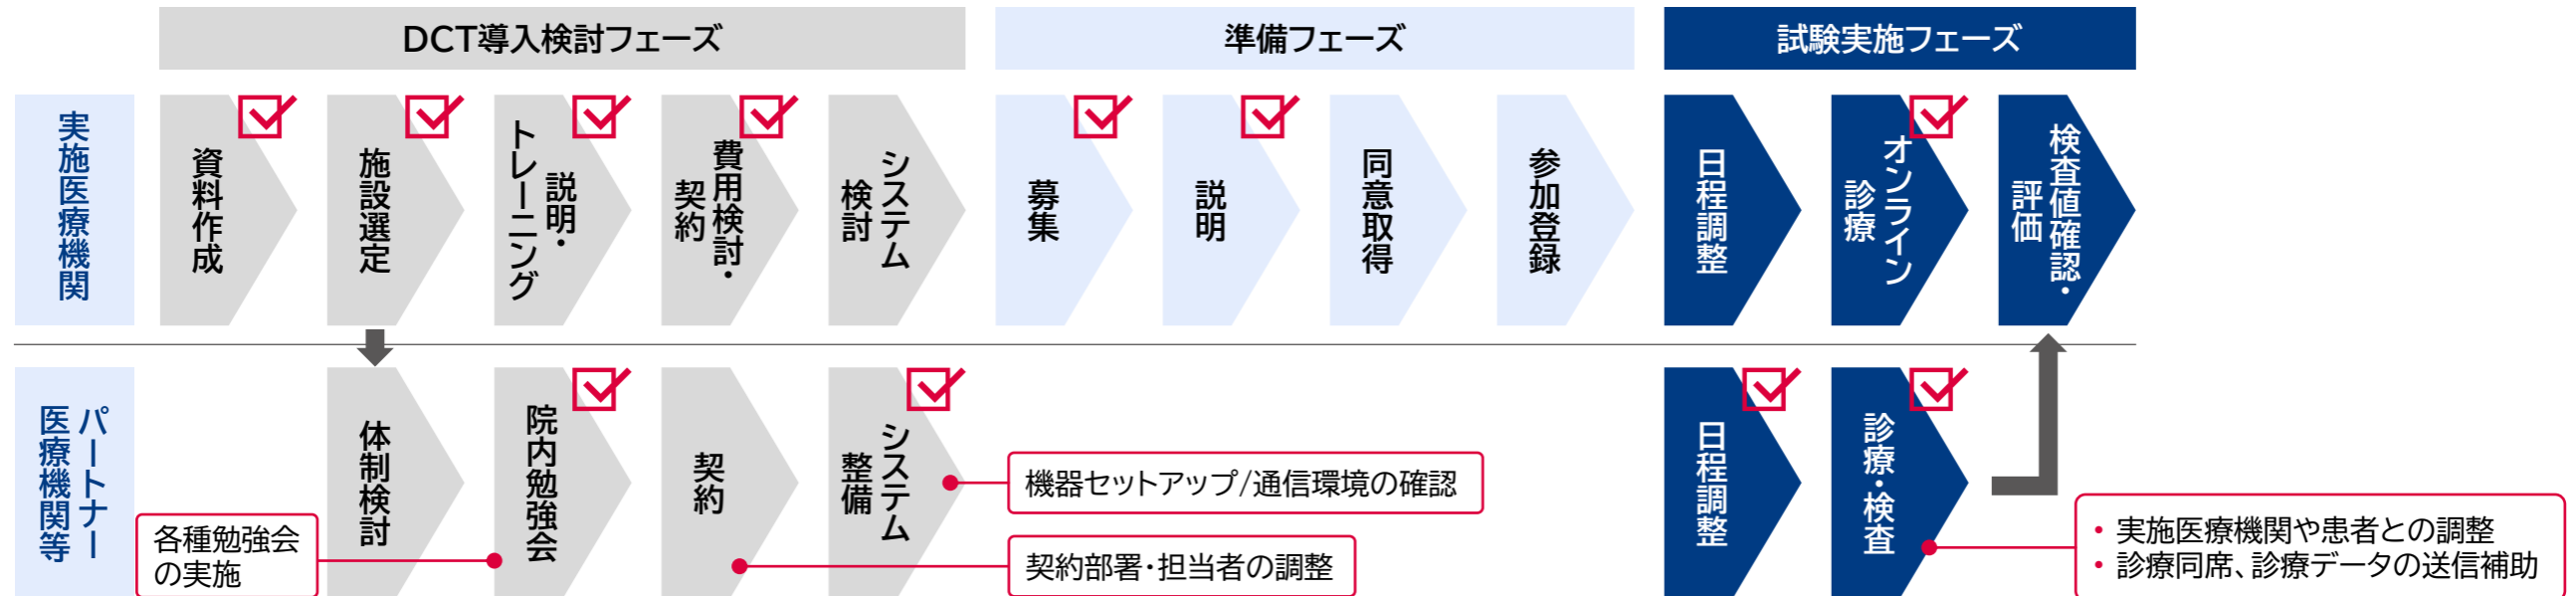 DCT導入検討フェーズ
準備フェーズ
試験実施フェーズ
実施医療機関
資料作成
施設選定
説明・
トレーニング
費用検討・
契約
システム
検討
募集
説明
同意取得
参加登録
日程調整
オンライン
診療
検査値確認・
評価
パートナー
医療機関等
体制検討
院内勉強会
契約
システム
整備
日程調整
診療・検査
各種勉強会
の実施
機器セットアップ/通信環境の確認
契約部署・担当者の調整
• 実施医療機関や患者との調整
• 診療同席、診療データの送信補助